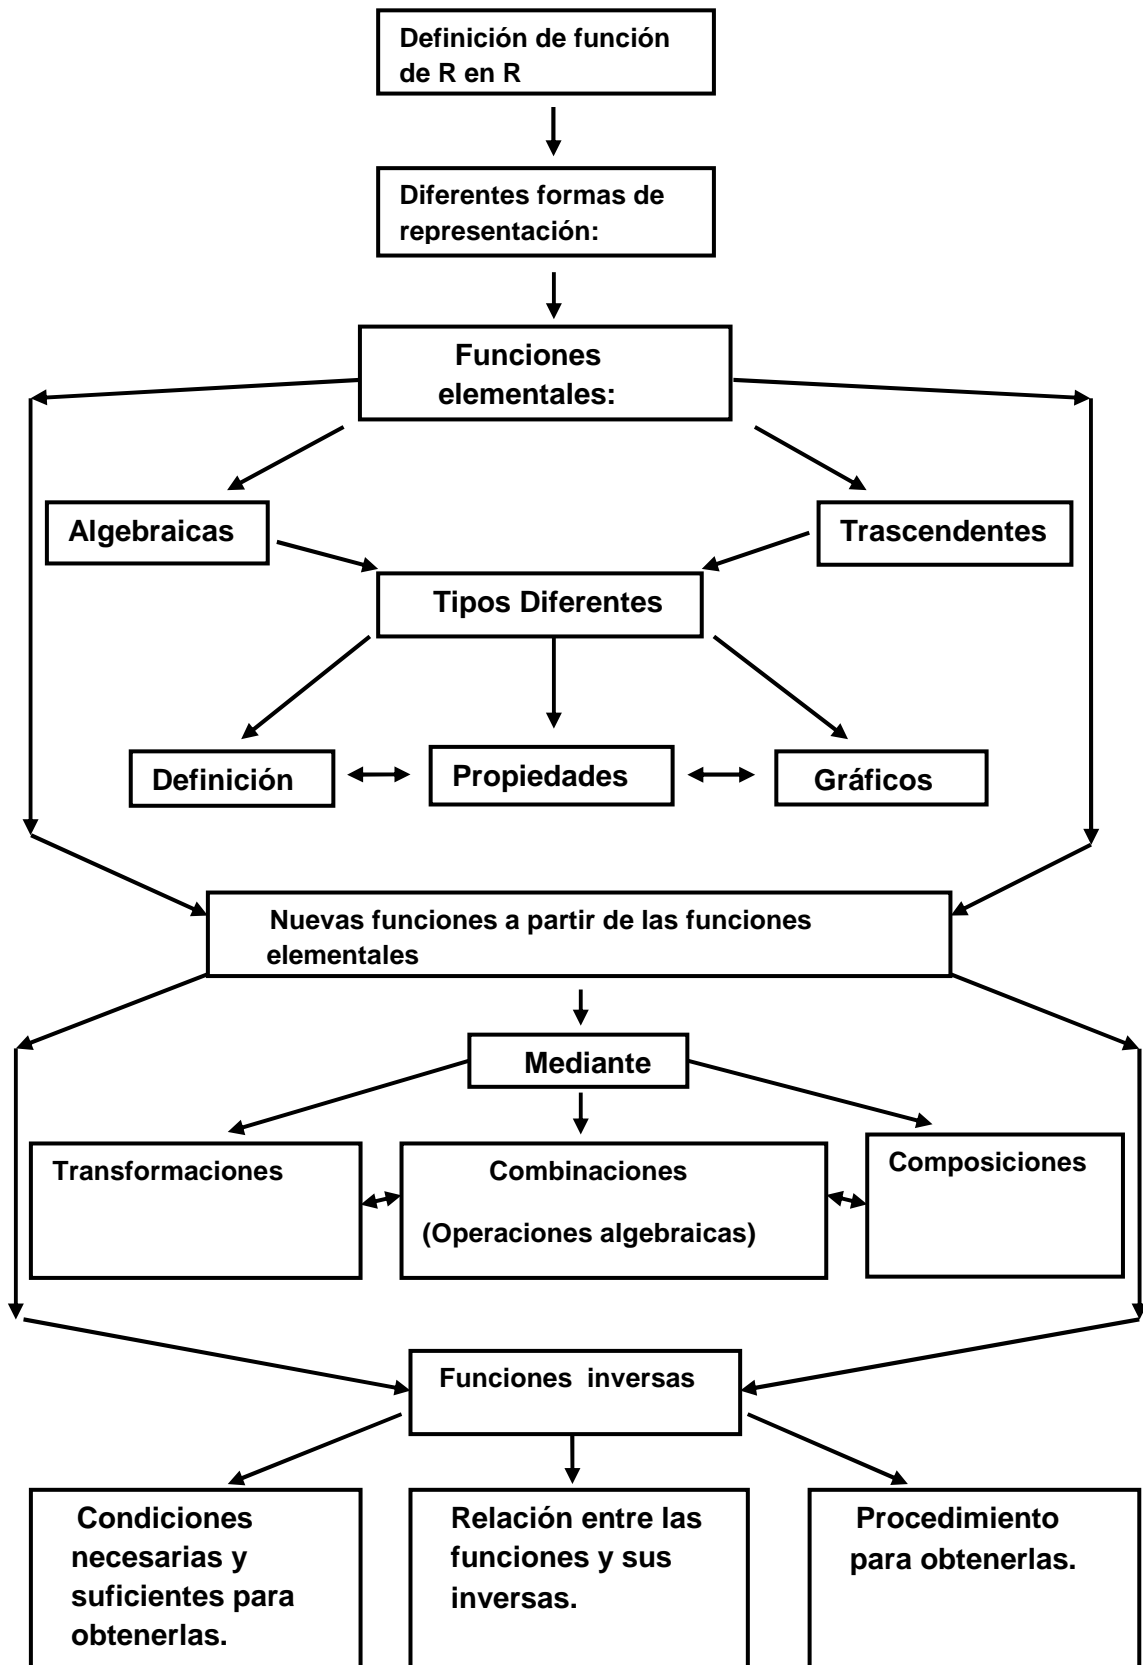 Definición de función
de R en R
Diferentes formas de
representación:
Funciones
elementales:
Algebraicas
Trascendentes
Tipos Diferentes
Definición
Propiedades
Gráficos
Nuevas funciones a partir de las funciones
elementales
Mediante
Transformaciones
Combinaciones
(Operaciones algebraicas)
Composiciones
Funciones inversas
Condiciones
necesarias y
suficientes para
obtenerlas.
Relación entre las
funciones y sus
inversas.
Procedimiento
para obtenerlas.